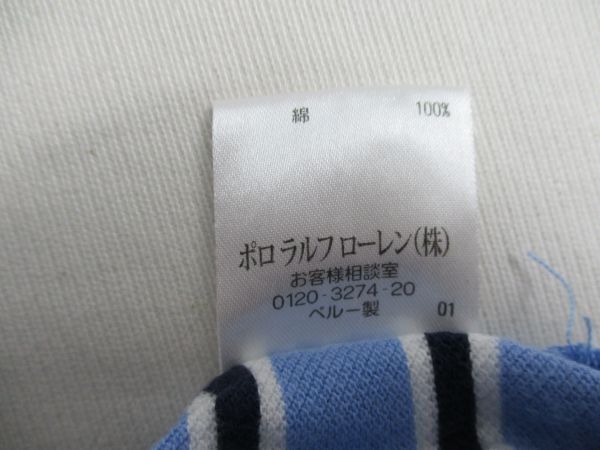 綿 100%
ポロ ラルフ ローレン(株)
お客様相談室
0120-3274-20
ペルー製 01